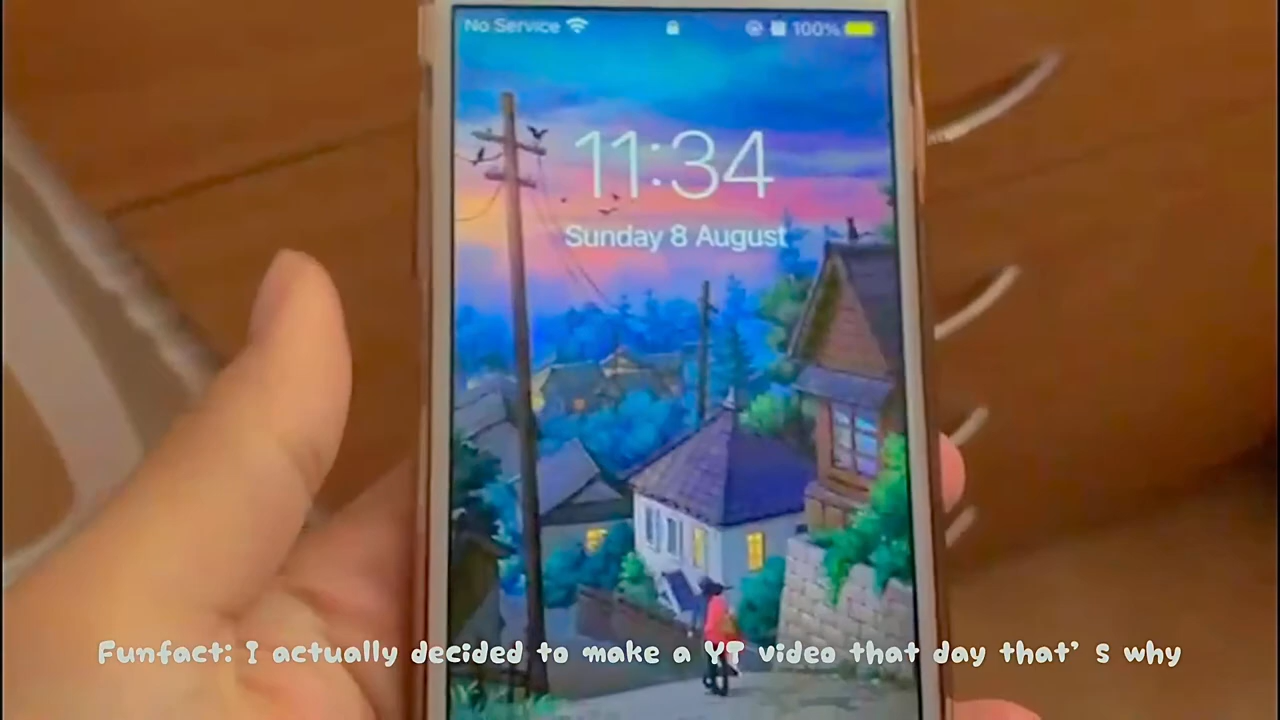 No Service 100%
11:34
Sunday 8 August
Funfact: I actually decided to make a YT video that day that's why